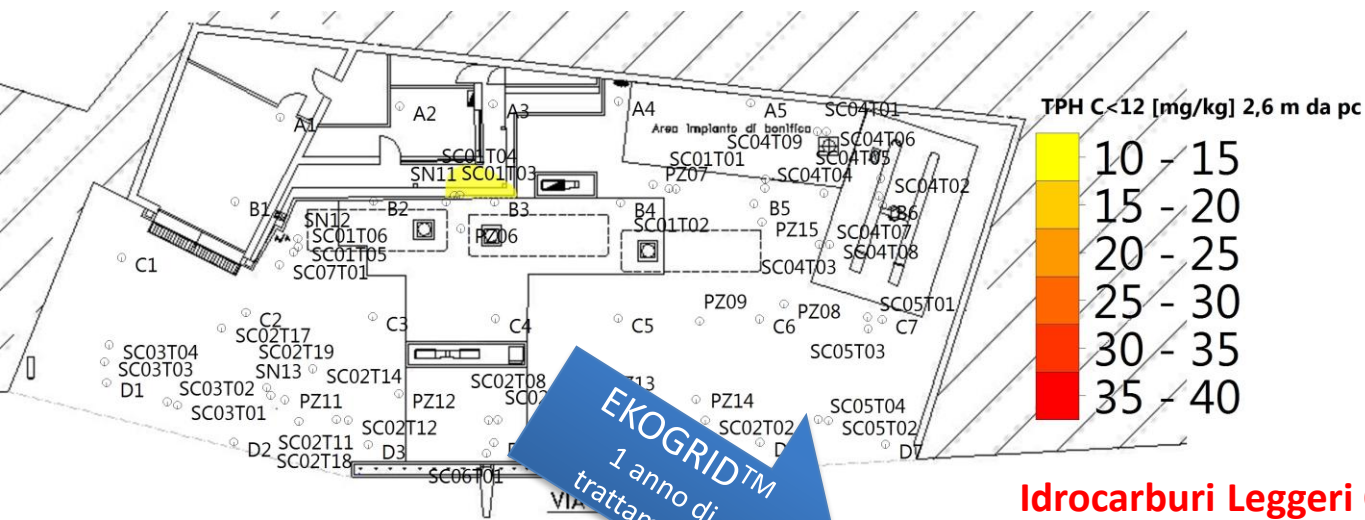 TPH C<12 [mg/kg] 2,6 m da pc
10 - 15
15 - 20
20 - 25
25 - 30
30 - 35
35 - 40
A1
A2
A3
A4
A5
SC04T01
Area impianto di bonifica
SC04T09
SC04T06
SC01T04
SC01T01
SC04T05
SN11
SC01T03
PZ07
SC04T04
SC04T02
B1
SN12
B2
B3
B4
B5
B6
SC01T06
PZ06
SC01T02
PZ15
SC04T07
SC01T05
SC04T08
C1
SC07T01
SC04T03
PZ09
PZ08
SC05T01
C2
C3
C4
C5
C6
C7
SC02T17
SC03T04
SC02T19
SC05T03
SC03T03
SN13
SC02T14
SC02T08
D1
SC03T02
PZ11
PZ12
PZ14
SC05T04
SC03T01
SC02T12
SC02T02
SC05T02
SC02T11
D2
D3
D7
SC02T18
SC06T01
EKOGRID™
1 anno di
Idrocarburi Leggeri